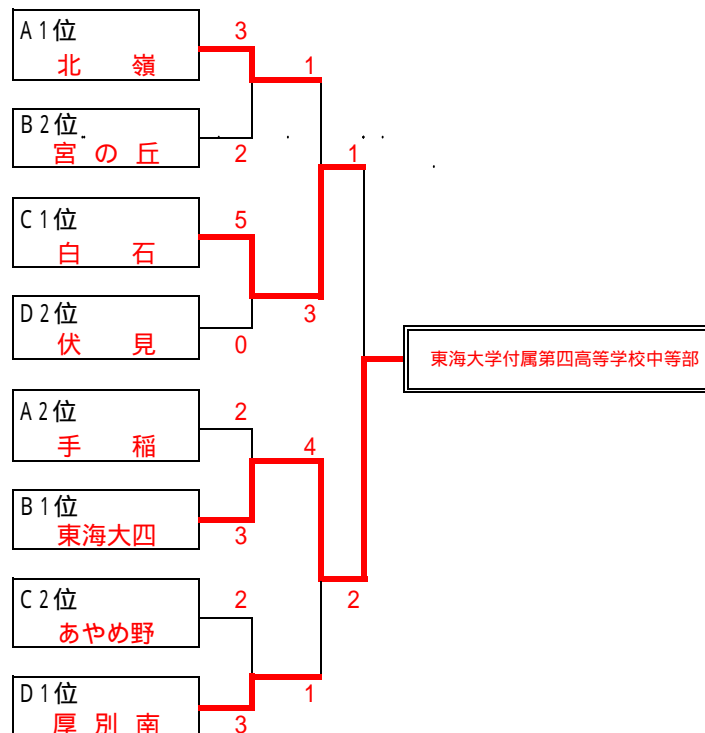 A1位
北 嶺
3
1
B2位
宮の丘
2
1
C1位
白 石
5
3
D2位
伏 見
0
東海大学付属第四高等学校中等部
A2位
手 稲
2
4
B1位
東海大四
3
C2位
あやめ野
2
2
D1位
厚別南
3
1